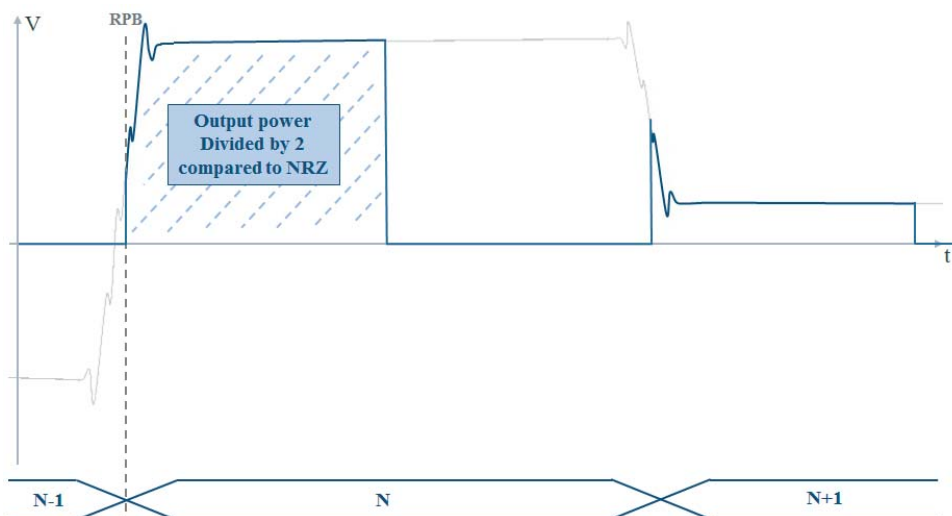 V
RPB
Output power
Divided by 2
compared to NRZ
t
N-1
N
N+1